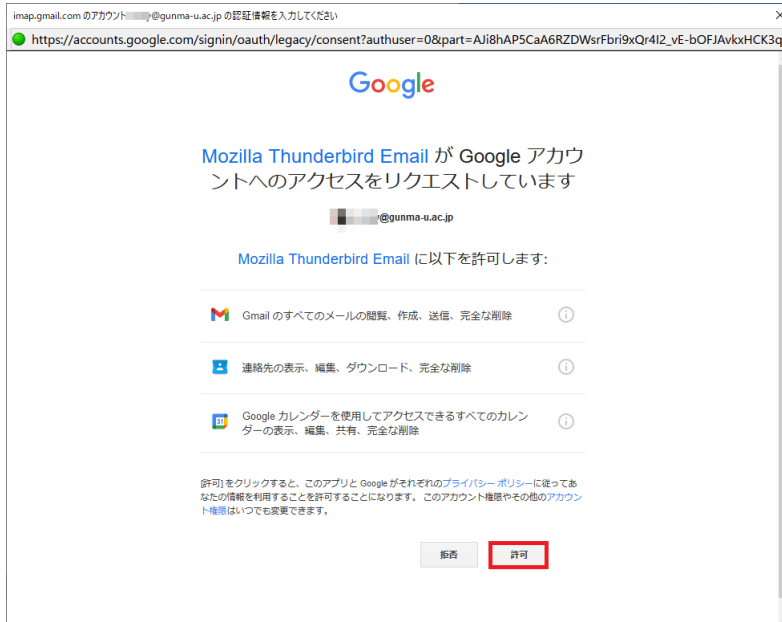 imap.gmail.com のアカウント @gunma-u.ac.jp の認証情報を入力してください
https://accounts.google.com/signin/oauth/legacy/consent?authuser=0&part=AJi8hAP5CaA6RZDWsrFbri9xQr4I2_vE-bOFJAvkxHCK3q
Google
Mozilla Thunderbird Email が Google アカウ
ントへのアクセスをリクエストしています
@gunma-u.ac.jp
Mozilla Thunderbird Email に以下を許可します:
Gmail のすべてのメールの閲覧、作成、送信、完全な削除
連絡先の表示、編集、ダウンロード、完全な削除
31
Google カレンダーを使用してアクセスできるすべてのカレン
ダーの表示、編集、共有、完全な削除
[許可] をクリックすると、このアプリと Google がそれぞれのプライバシー ポリシーに従ってあ
なたの情報を利用することを許可することになります。 このアカウント権限やその他のアカウン
ト権限はいつでも変更できます。
拒否
許可